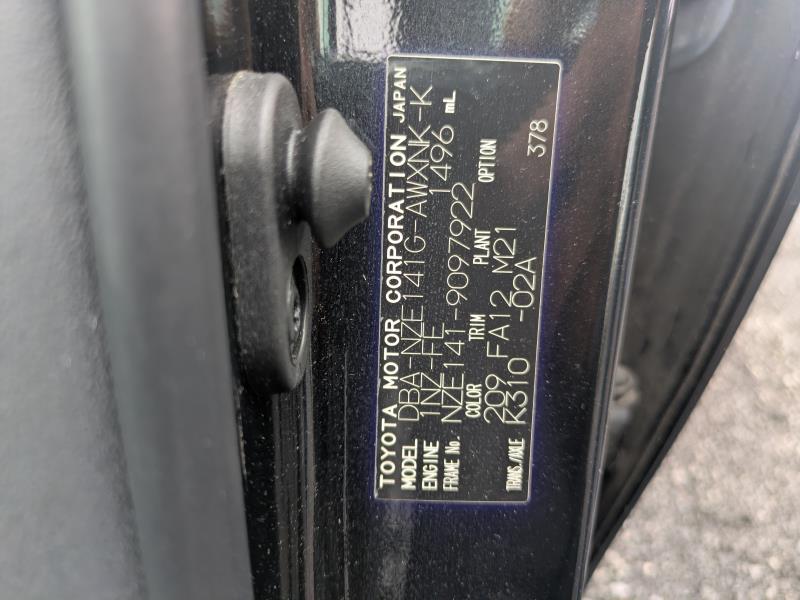 TOYOTA MOTOR CORPORATION JAPAN
MODEL DBA-NZE141G-AWXNK-K
ENGINE 1NZ-FE 1496 mL
FRAME No. NZE141-9097922
COLOR TRIM PLANT OPTION
209 FA12 M21
TRANS./AXLE K310 -02A 378